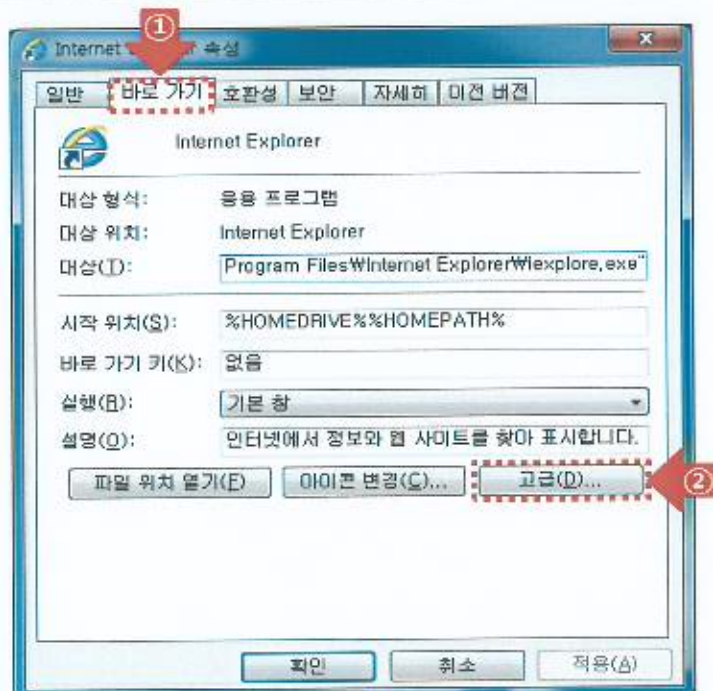 ①
Internet 속성
일반 바로 가기 호환성 보안 자세히 이전 버전
Internet Explorer
대상 형식: 응용 프로그램
대상 위치: Internet Explorer
대상(T): Program Files₩Internet Explorer₩iexplore.exe"
시작 위치(S): %HOMEDRIVE%%HOMEPATH%
바로 가기 키(K): 없음
실행(R): 기본 창
설명(O): 인터넷에서 정보와 웹 사이트를 찾아 표시합니다.
파일 위치 열기(F) 아이콘 변경(C)... 고급(D)... ②
확인 취소 적용(A)